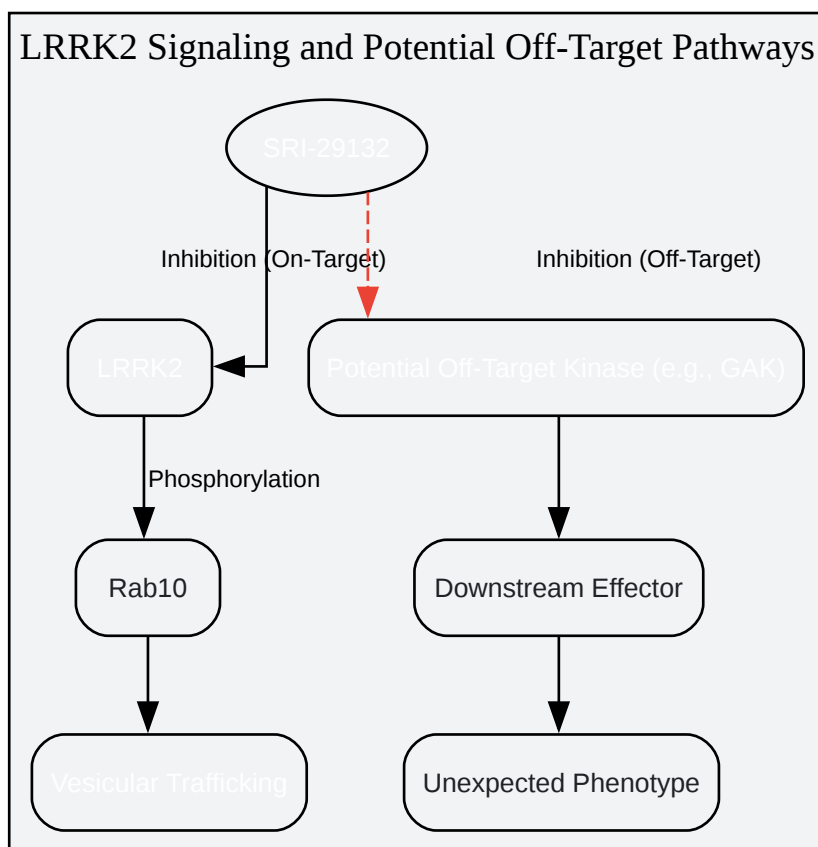 LRRK2 Signaling and Potential Off-Target Pathways
SRI-29132
Inhibition (On-Target)
Inhibition (Off-Target)
LRRK2
Potential Off-Target Kinase (e.g., GAK)
Phosphorylation
Rab10
Downstream Effector
Vesicular Trafficking
Unexpected Phenotype